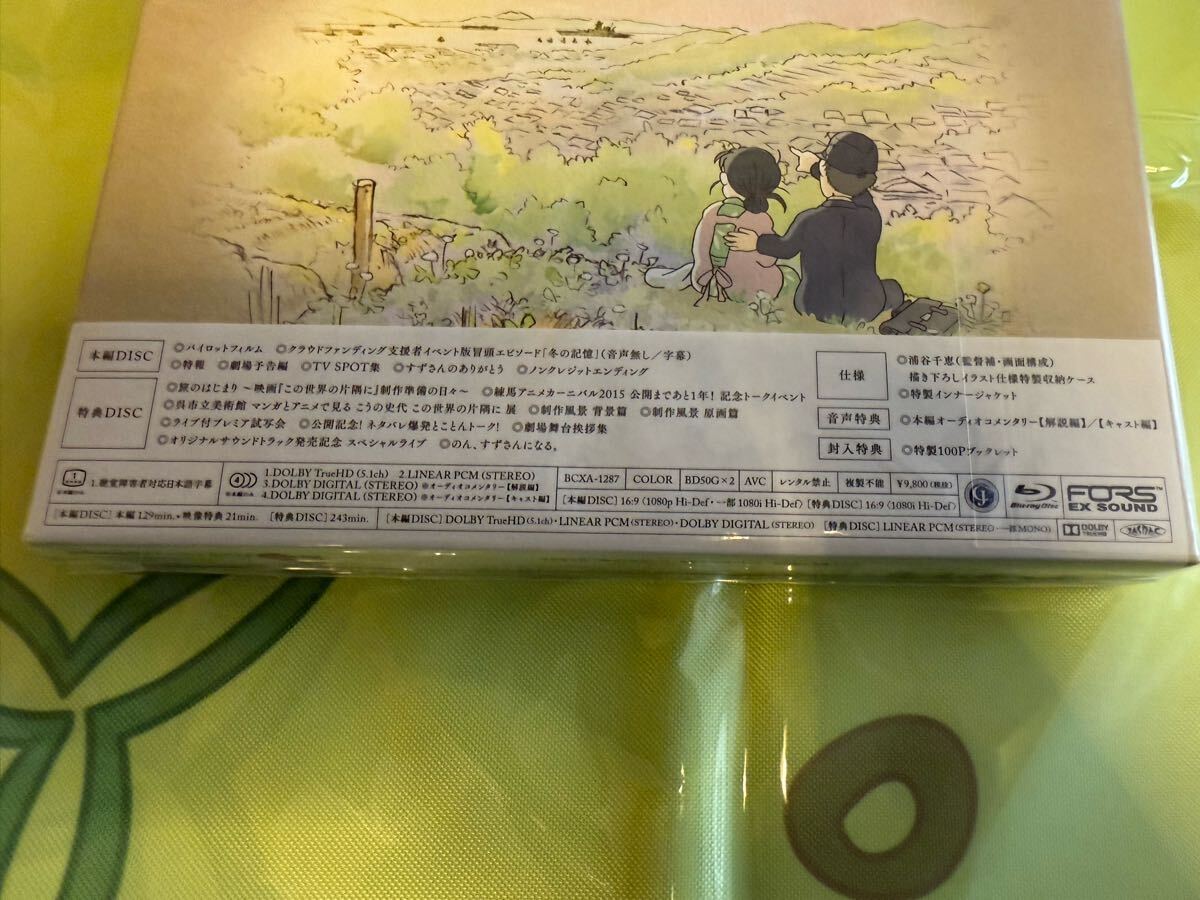 本編DISC
◎パイロットフィルム ◎クラウドファンディング支援者イベント版冒頭エピソード「冬の記憶」(音声無し/字幕)
◎特報 ◎劇場予告編 ◎TV SPOT集 ◎すずさんのありがとう ◎ノンクレジットエンディング
特典DISC
◎旅のはじまり ～映画『この世界の片隅に』制作準備の日々～ ◎練馬アニメカーニバル2015 公開まであと1年! 記念トークイベント
◎呉市立美術館 マンガとアニメで見る こうの史代 この世界の片隅に 展 ◎制作風景 背景篇 ◎制作風景 原画篇
◎ライブ付プレミア試写会 ◎公開記念! ネタバレ爆発とことんトーク! ◎劇場舞台挨拶集
◎オリジナルサウンドトラック発売記念 スペシャルライブ ◎のん、すずさんになる。
仕様
◎浦谷千恵(監督補・画面構成)
描き下ろしイラスト仕様特製収納ケース
◎特製インナージャケット
音声特典
◎本編オーディオコメンタリー【解説編】/【キャスト編】
封入特典
◎特製100Pブックレット
1
1.聴覚障害者対応日本語字幕
4
※本編のみ
1.DOLBY TrueHD(5.1ch) 2.LINEAR PCM(STEREO)
3.DOLBY DIGITAL(STEREO) ※オーディオコメンタリー【解説編】
4.DOLBY DIGITAL(STEREO) ※オーディオコメンタリー【キャスト編】
BCXA-1287 COLOR BD50G×2 AVC レンタル禁止 複製不能 ¥9,800(税抜)
[本編DISC] 16:9〈1080p Hi-Def・一部1080i Hi-Def〉 [特典DISC] 16:9〈1080i Hi-Def〉
Blu-ray Disc
FORS™
EX SOUND
[本編DISC] 本編129min.・映像特典21min. [特典DISC] 243min.
[本編DISC] DOLBY TrueHD(5.1ch)・LINEAR PCM(STEREO)・DOLBY DIGITAL(STEREO) [特典DISC] LINEAR PCM(STEREO・一部MONO)
DOLBY
TRUEHD